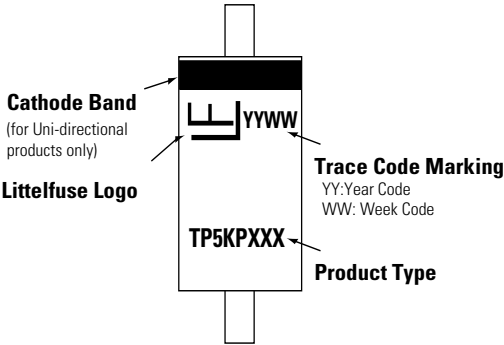 Cathode Band
(for Uni-directional
products only)
Littelfuse Logo
YYWW
Trace Code Marking
YY:Year Code
WW: Week Code
TP5KPXXX
Product Type